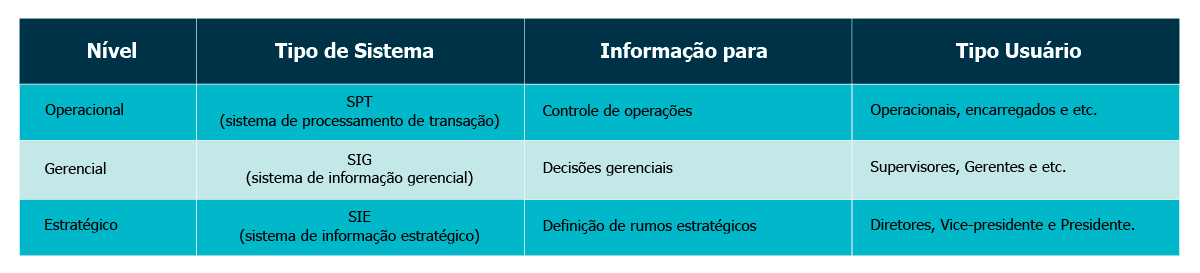 Nível Tipo de Sistema Informação para Tipo Usuário
Operacional SPT (sistema de processamento de transação) Controle de operações Operacionais, encarregados e etc.
Gerencial SIG (sistema de informação gerencial) Decisões gerenciais Supervisores, Gerentes e etc.
Estratégico SIE (sistema de informação estratégico) Definição de rumos estratégicos Diretores, Vice-presidente e Presidente.